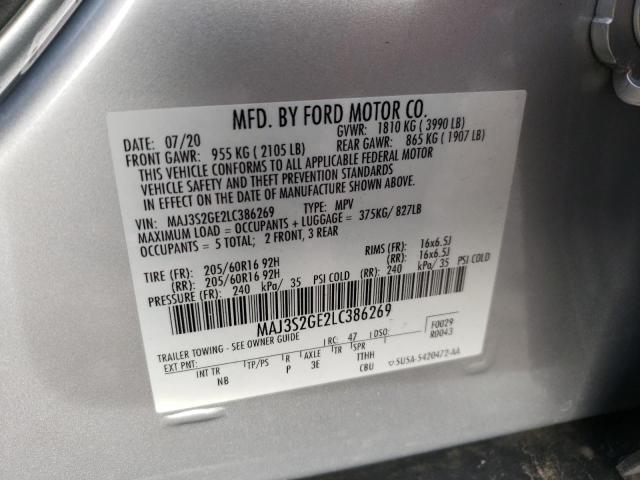 MFD. BY FORD MOTOR CO.
DATE: 07/20 GVWR: 1810 KG ( 3990 LB)
FRONT GAWR: 955 KG ( 2105 LB) REAR GAWR: 865 KG ( 1907 LB)
THIS VEHICLE CONFORMS TO ALL APPLICABLE FEDERAL MOTOR
VEHICLE SAFETY AND THEFT PREVENTION STANDARDS
IN EFFECT ON THE DATE OF MANUFACTURE SHOWN ABOVE.
VIN: MAJ3S2GE2LC386269 TYPE: MPV
MAXIMUM LOAD = OCCUPANTS + LUGGAGE = 375KG/ 827LB
OCCUPANTS = 5 TOTAL; 2 FRONT, 3 REAR
TIRE (FR): 205/60R16 92H RIMS (FR): 16x6.5J
(RR): 205/60R16 92H (RR): 16x6.5J
PRESSURE (FR): 240 kPa/ 35 PSI COLD (RR): 240 kPa/ 35 PSI COLD
MAJ3S2GE2LC386269
TRAILER TOWING - SEE OWNER GUIDE RC: 47 DSO: F0029
EXT PNT: R0043
INT TR TP/PS R AXLE TR SPR
NB P 3E ITHH
CBU 5U5A-5420472-AA